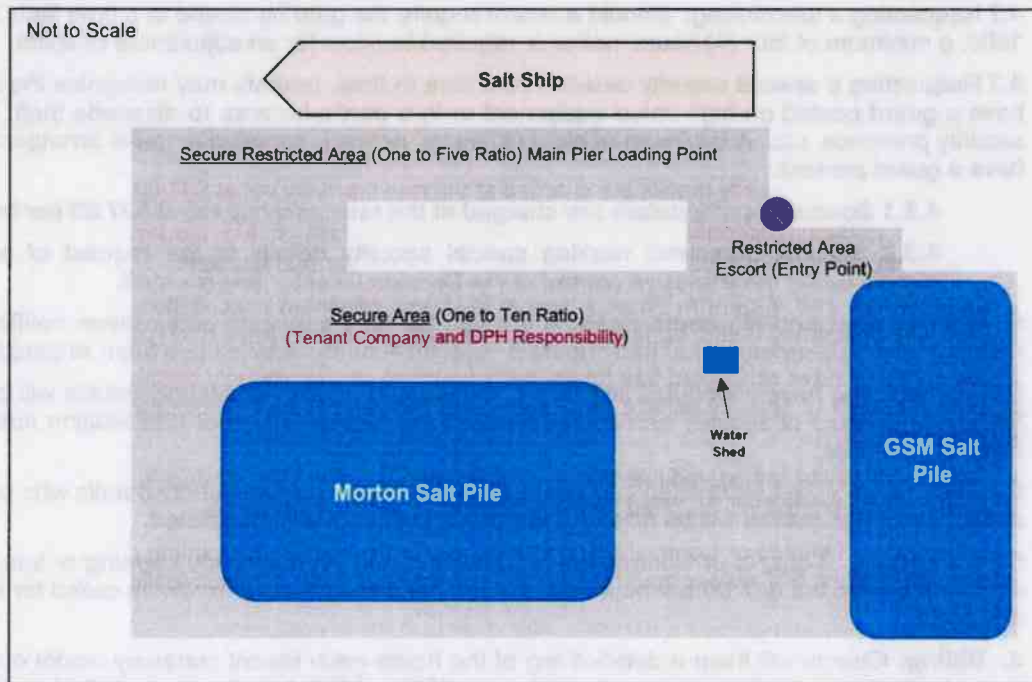 Not to Scale
Salt Ship
Secure Restricted Area (One to Five Ratio) Main Pier Loading Point
Restricted Area
Escort (Entry Point)
Secure Area (One to Ten Ratio)
(Tenant Company and DPH Responsibility)
Water
Shed
Morton Salt Pile
GSM Salt
Pile